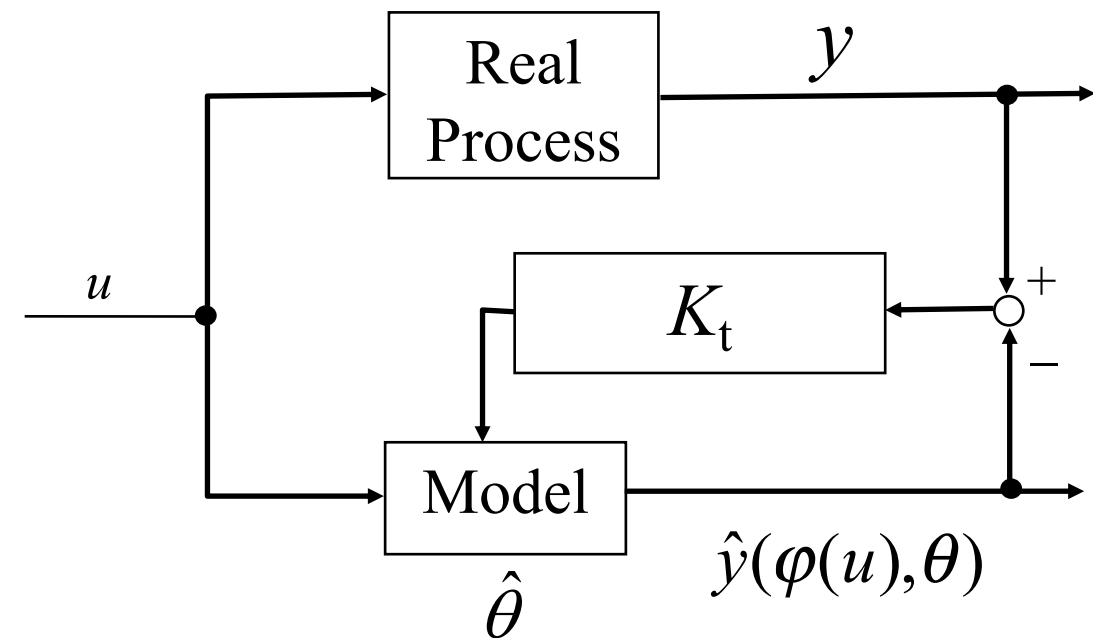 Real
Process
y
u
K_t
+
−
Model
ŷ(φ(u),θ)
θ̂